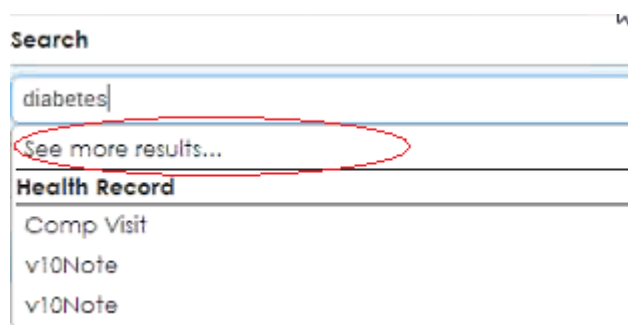 Search
diabetes
See more results...
Health Record
Comp Visit
v10Note
v10Note